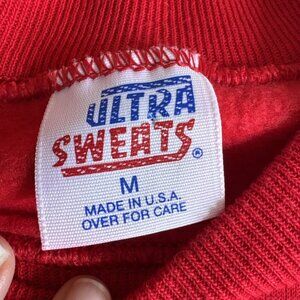 ULTRA
SWEATS®
M
MADE IN U.S.A.
OVER FOR CARE